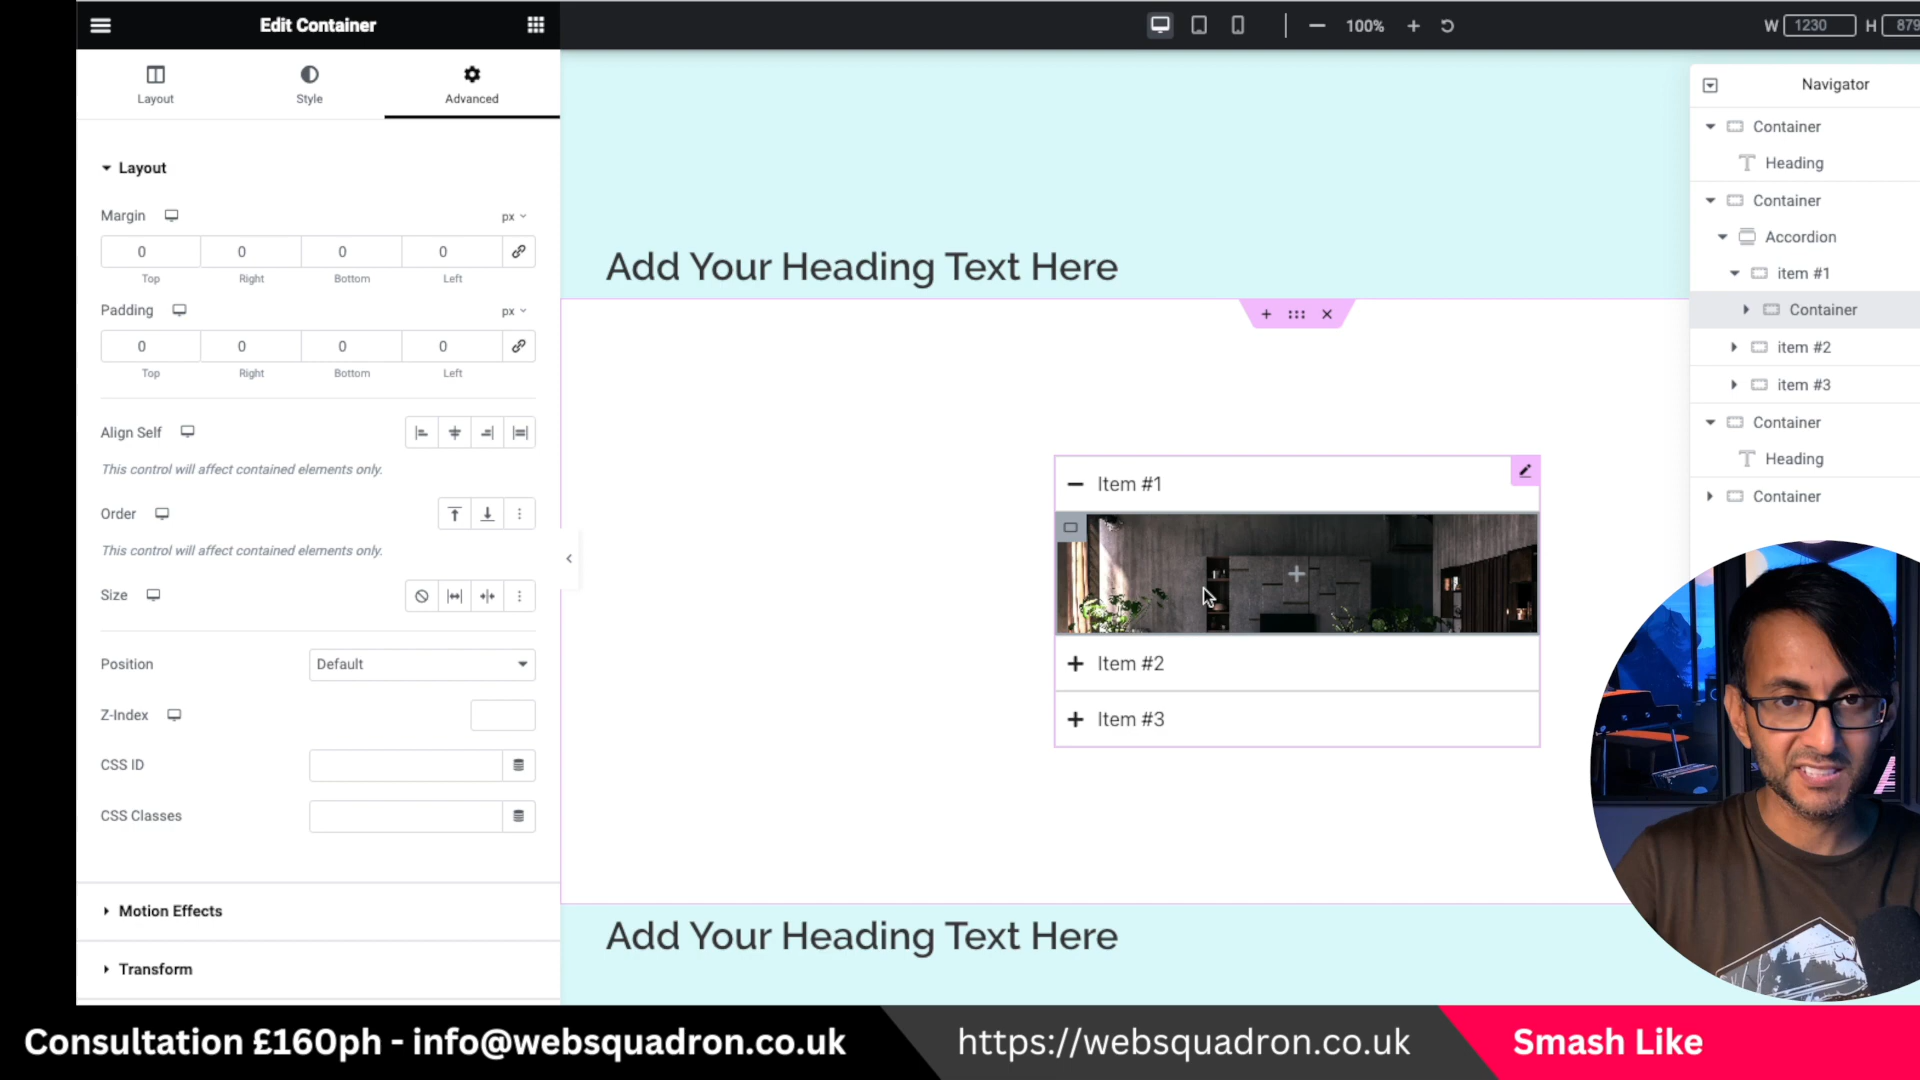 Edit Container
100%
W 1230 H 879
Layout
Style
Advanced
Navigator
Container
Heading
Container
Accordion
item #1
Container
item #2
item #3
Container
Heading
Container
Layout
Margin
px
0 0 0 0
Top Right Bottom Left
Padding
px
0 0 0 0
Top Right Bottom Left
Align Self
This control will affect contained elements only.
Order
This control will affect contained elements only.
Size
Position Default
Z-Index
CSS ID
CSS Classes
Motion Effects
Transform
Add Your Heading Text Here
Item #1
Item #2
Item #3
Add Your Heading Text Here
Consultation £160ph - info@websquadron.co.uk
https://websquadron.co.uk
Smash Like